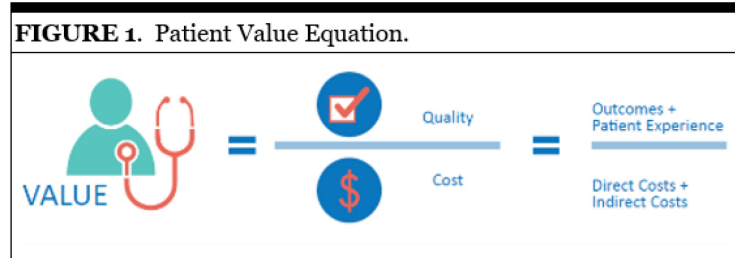 FIGURE 1. Patient Value Equation.
VALUE
=
Quality
$
Cost
=
Outcomes +
Patient Experience
Direct Costs +
Indirect Costs